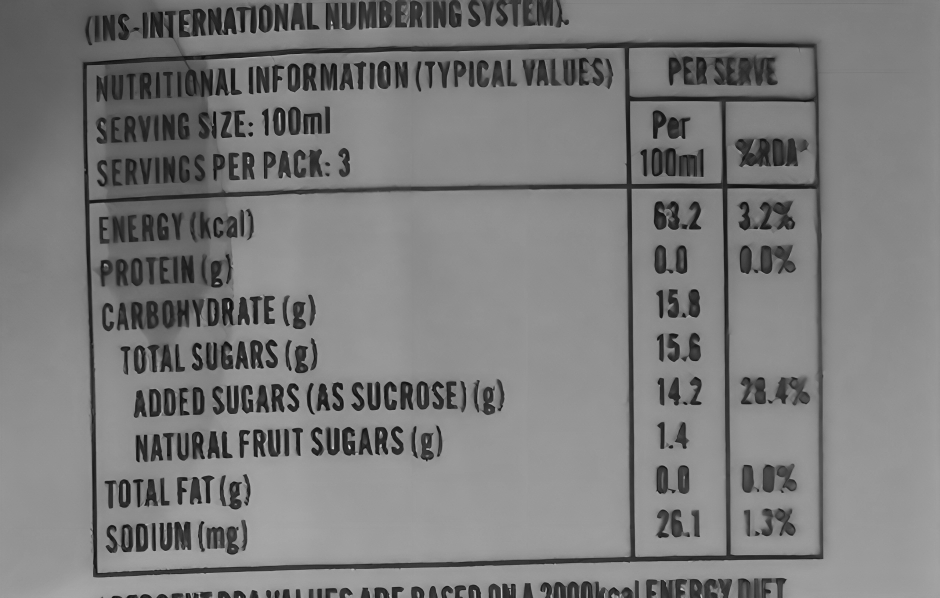 (INS-INTERNATIONAL NUMBERING SYSTEM).
NUTRITIONAL INFORMATION (TYPICAL VALUES) PER SERVE
SERVING SIZE: 100ml
SERVINGS PER PACK: 3
Per 100ml %RDA*
ENERGY (kcal) 63.2 3.2%
PROTEIN (g) 0.0 0.0%
CARBOHYDRATE (g) 15.8
TOTAL SUGARS (g) 15.6
ADDED SUGARS (AS SUCROSE) (g) 14.2 28.4%
NATURAL FRUIT SUGARS (g) 1.4
TOTAL FAT (g) 0.0 0.0%
SODIUM (mg) 26.1 1.3%
*PERCENT RDA VALUES ARE BASED ON A 2000kcal ENERGY DIET